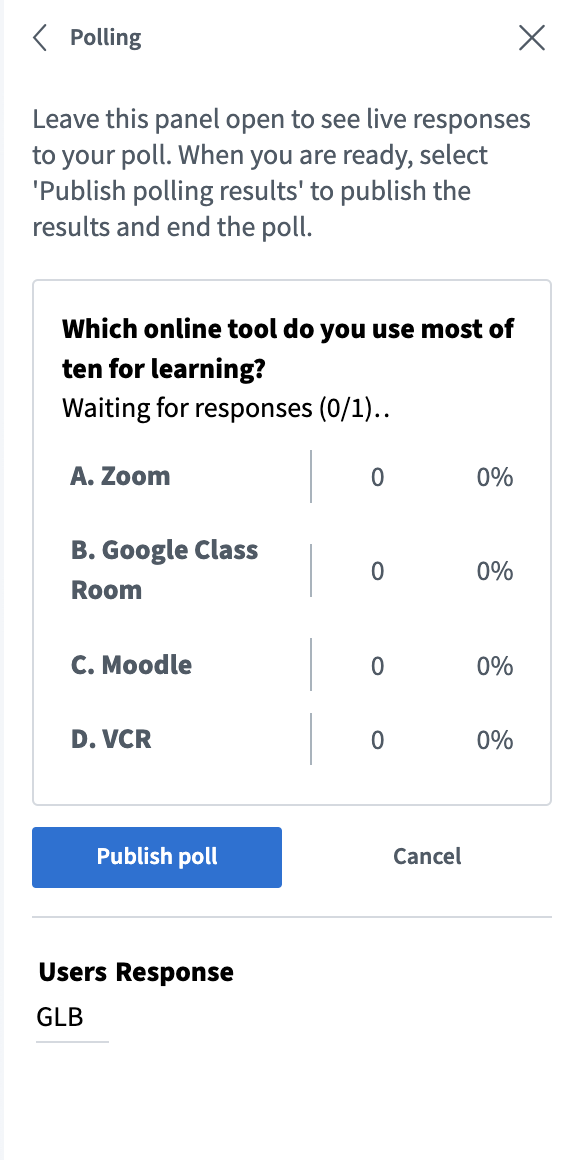 Polling
Leave this panel open to see live responses
to your poll. When you are ready, select
'Publish polling results' to publish the
results and end the poll.
Which online tool do you use most of
ten for learning?
Waiting for responses (0/1)..
A. Zoom 0 0%
B. Google Class
Room 0 0%
C. Moodle 0 0%
D. VCR 0 0%
Publish poll Cancel
Users Response
GLB